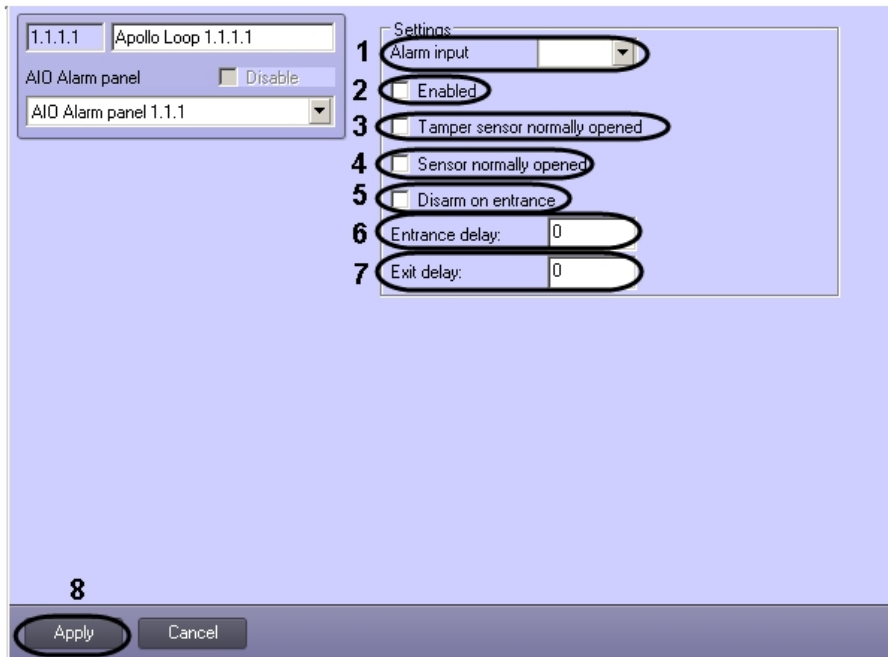 1.1.1.1 Apollo Loop 1.1.1.1
AIO Alarm panel Disable
AIO Alarm panel 1.1.1
Settings
1 Alarm input
2 Enabled
3 Tamper sensor normally opened
4 Sensor normally opened
5 Disarm on entrance
6 Entrance delay: 0
7 Exit delay: 0
8
Apply Cancel